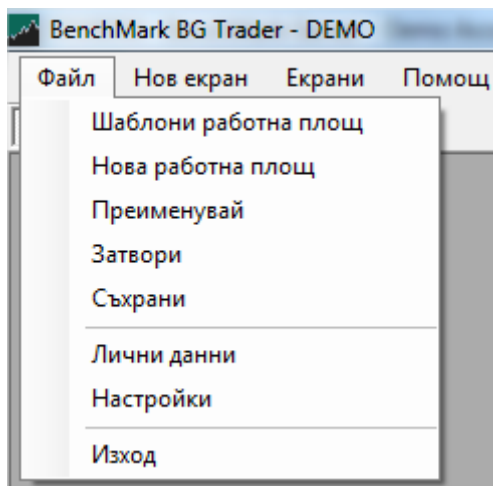 BenchMark BG Trader - DEMO
Файл Нов екран Екрани Помощ
Шаблони работна площ
Нова работна площ
Преименувай
Затвори
Съхрани
Лични данни
Настройки
Изход